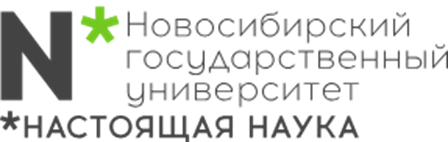 N* Новосибирский
государственный
университет
*НАСТОЯЩАЯ НАУКА